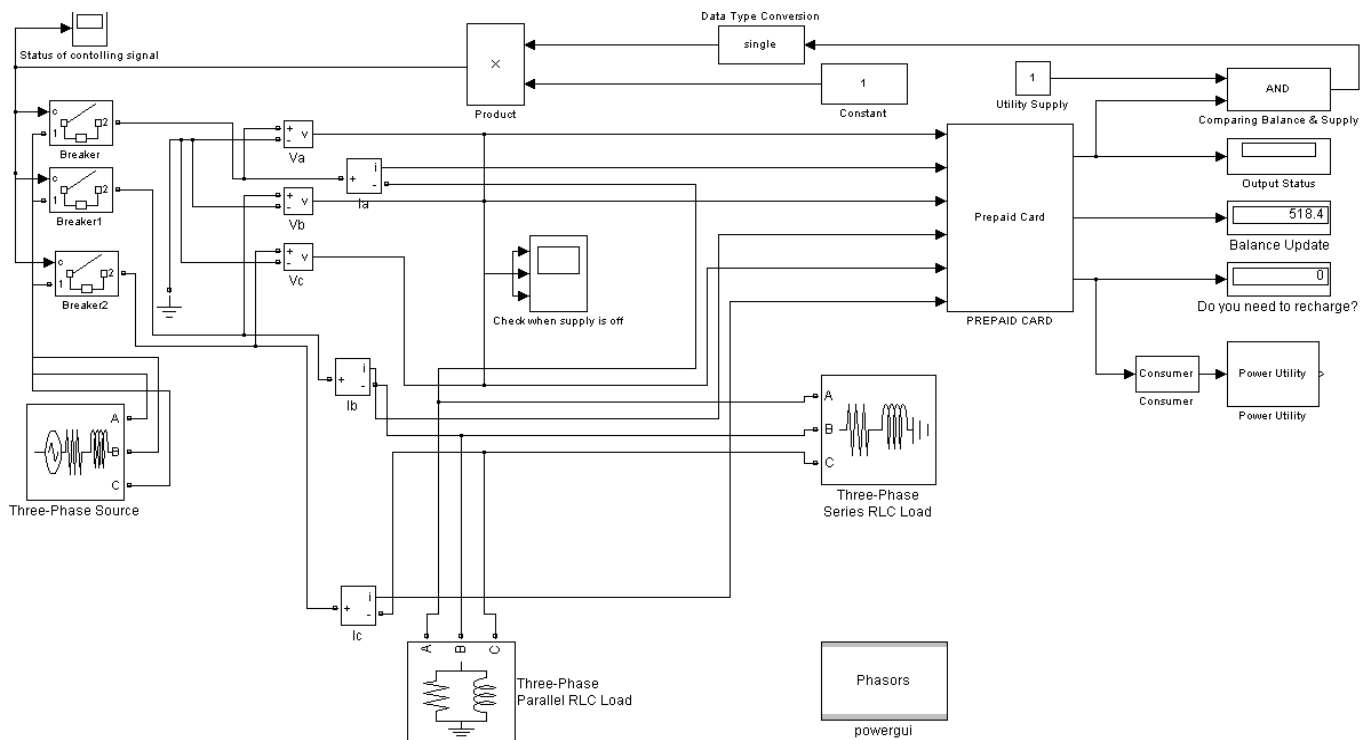 Data Type Conversion
single
Status of contolling signal
×
Product
1
Constant
1
Utility Supply
AND
Comparing Balance & Supply
c
1
2
Breaker
c
1
2
Breaker1
c
1
2
Breaker2
+
-
v
Va
+
i
-
Ia
+
-
v
Vb
+
-
v
Vc
Check when supply is off
Prepaid Card
PREPAID CARD
Output Status
518.4
Balance Update
0
Do you need to recharge?
Consumer
Consumer
Power Utility
Power Utility
+
i
-
Ib
A
B
C
Three-Phase Source
A
B
C
Three-Phase
Series RLC Load
+
i
-
Ic
A
B
C
Three-Phase
Parallel RLC Load
Phasors
powergui